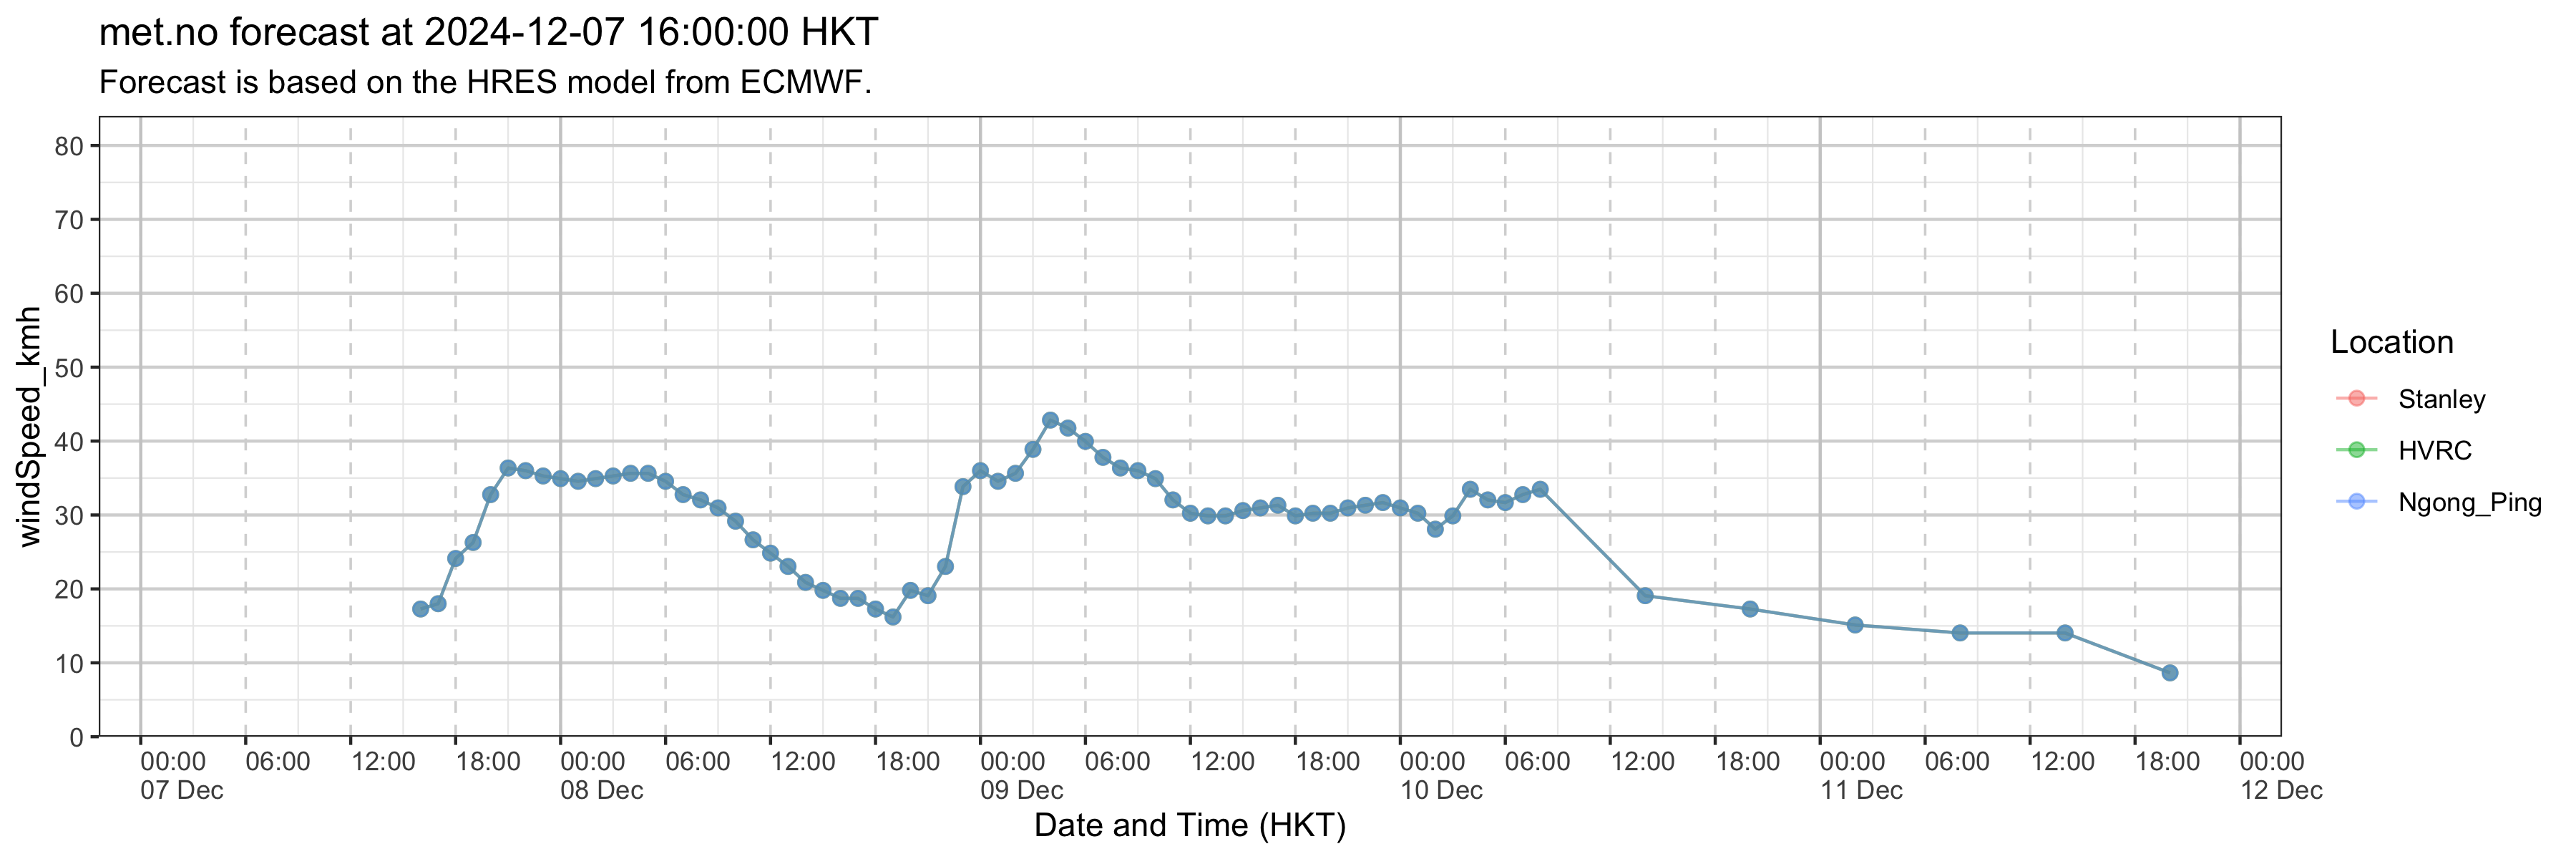 met.no forecast at 2024-12-07 16:00:00 HKT
Forecast is based on the HRES model from ECMWF.
windSpeed_kmh
80
70
60
50
40
30
20
10
0
00:00 06:00 12:00 18:00 00:00 06:00 12:00 18:00 00:00 06:00 12:00 18:00 00:00 06:00 12:00 18:00 00:00 06:00 12:00 18:00 00:00
07 Dec 08 Dec 09 Dec 10 Dec 11 Dec 12 Dec
Date and Time (HKT)
Location
Stanley
HVRC
Ngong_Ping